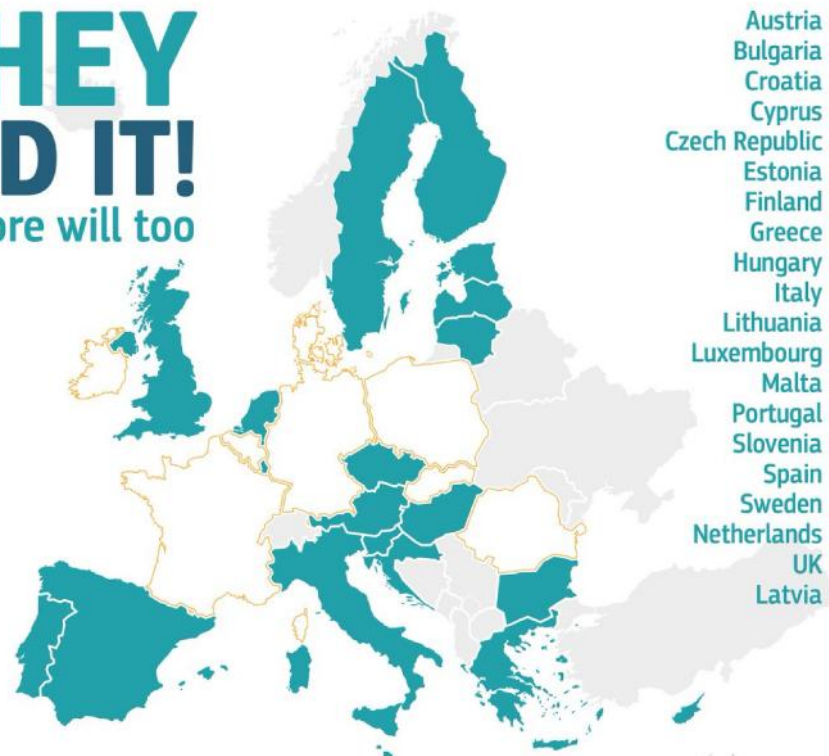 HEY
D IT!
ore will too
Austria
Bulgaria
Croatia
Cyprus
Czech Republic
Estonia
Finland
Greece
Hungary
Italy
Lithuania
Luxembourg
Malta
Portugal
Slovenia
Spain
Sweden
Netherlands
UK
Latvia